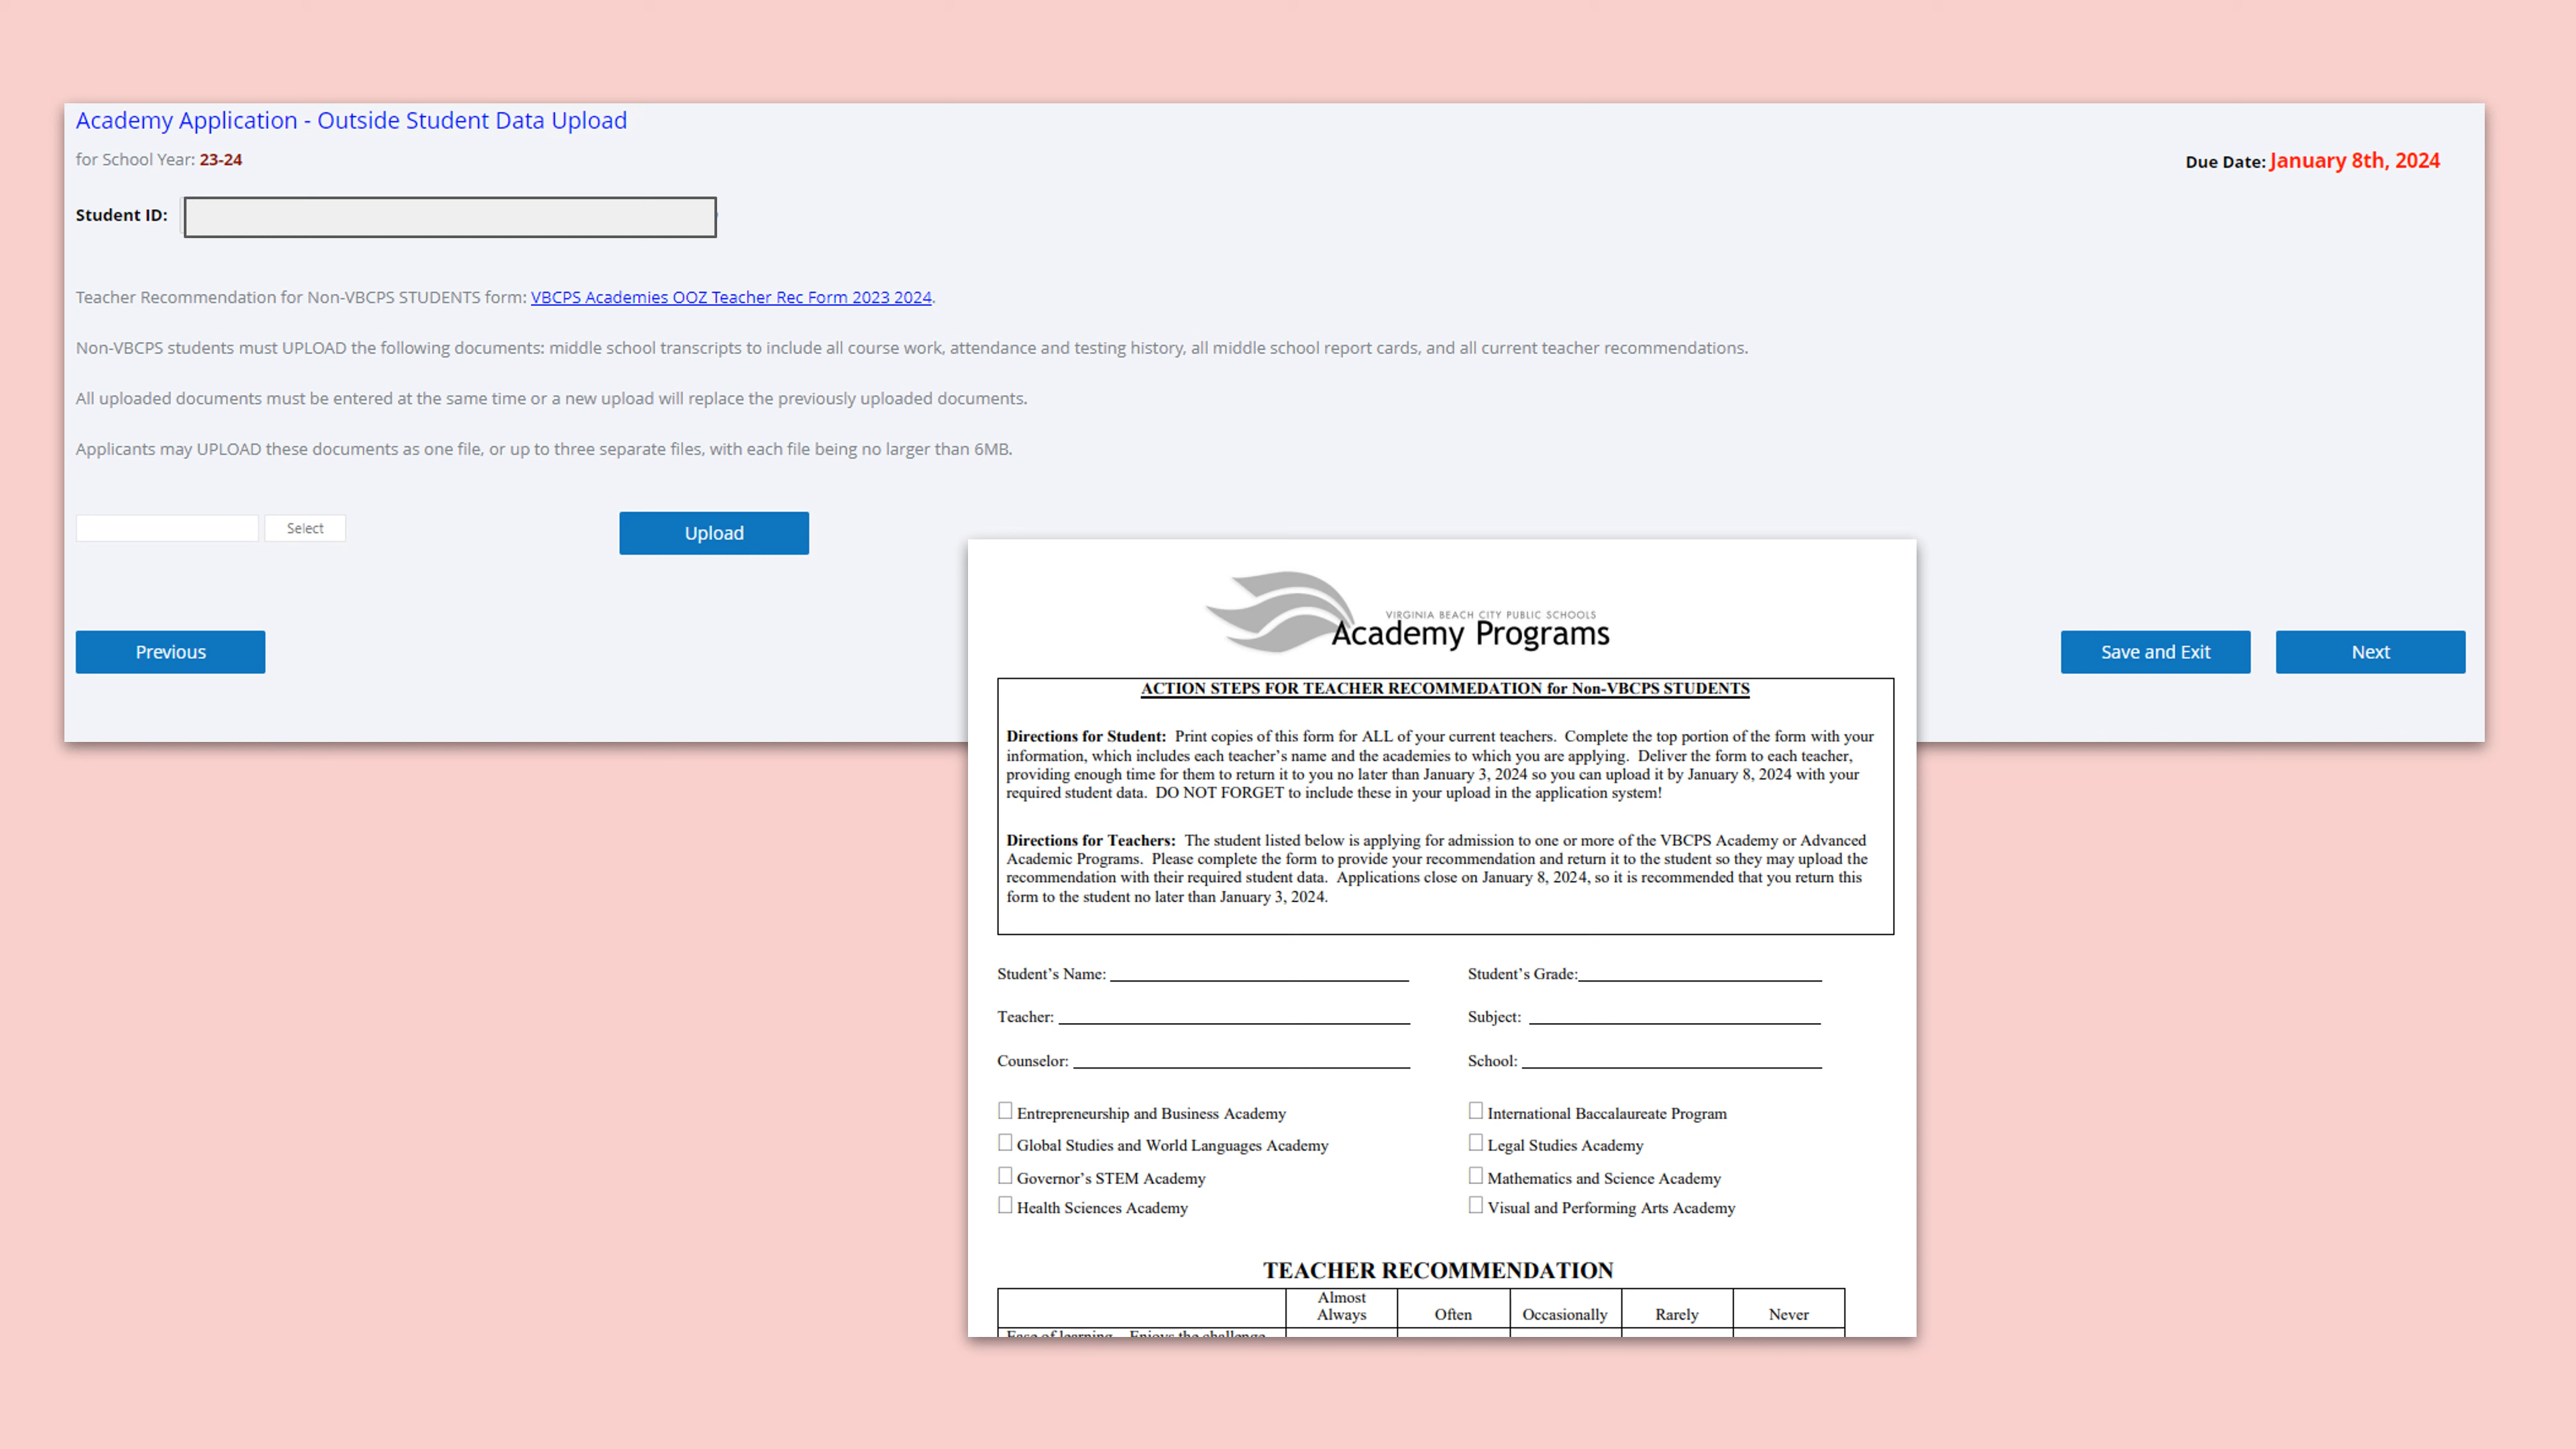 Academy Application - Outside Student Data Upload
for School Year: 23-24
Due Date: January 8th, 2024
Student ID:
Teacher Recommendation for Non-VBCPS STUDENTS form: VBCPS Academies OOZ Teacher Rec Form 2023 2024.
Non-VBCPS students must UPLOAD the following documents: middle school transcripts to include all course work, attendance and testing history, all middle school report cards, and all current teacher recommendations.
All uploaded documents must be entered at the same time or a new upload will replace the previously uploaded documents.
Applicants may UPLOAD these documents as one file, or up to three separate files, with each file being no larger than 6MB.
Select
Upload
Previous
Save and Exit
Next
VIRGINIA BEACH CITY PUBLIC SCHOOLS
Academy Programs
ACTION STEPS FOR TEACHER RECOMMEDATION for Non-VBCPS STUDENTS
Directions for Student: Print copies of this form for ALL of your current teachers. Complete the top portion of the form with your
information, which includes each teacher's name and the academies to which you are applying. Deliver the form to each teacher,
providing enough time for them to return it to you no later than January 3, 2024 so you can upload it by January 8, 2024 with your
required student data. DO NOT FORGET to include these in your upload in the application system!
Directions for Teachers: The student listed below is applying for admission to one or more of the VBCPS Academy or Advanced
Academic Programs. Please complete the form to provide your recommendation and return it to the student so they may upload the
recommendation with their required student data. Applications close on January 8, 2024, so it is recommended that you return this
form to the student no later than January 3, 2024.
Student's Name: Student's Grade:
Teacher: Subject:
Counselor: School:
Entrepreneurship and Business Academy International Baccalaureate Program
Global Studies and World Languages Academy Legal Studies Academy
Governor's STEM Academy Mathematics and Science Academy
Health Sciences Academy Visual and Performing Arts Academy
TEACHER RECOMMENDATION
Almost
Always Often Occasionally Rarely Never
Ease of learning – Enjoys the challenge